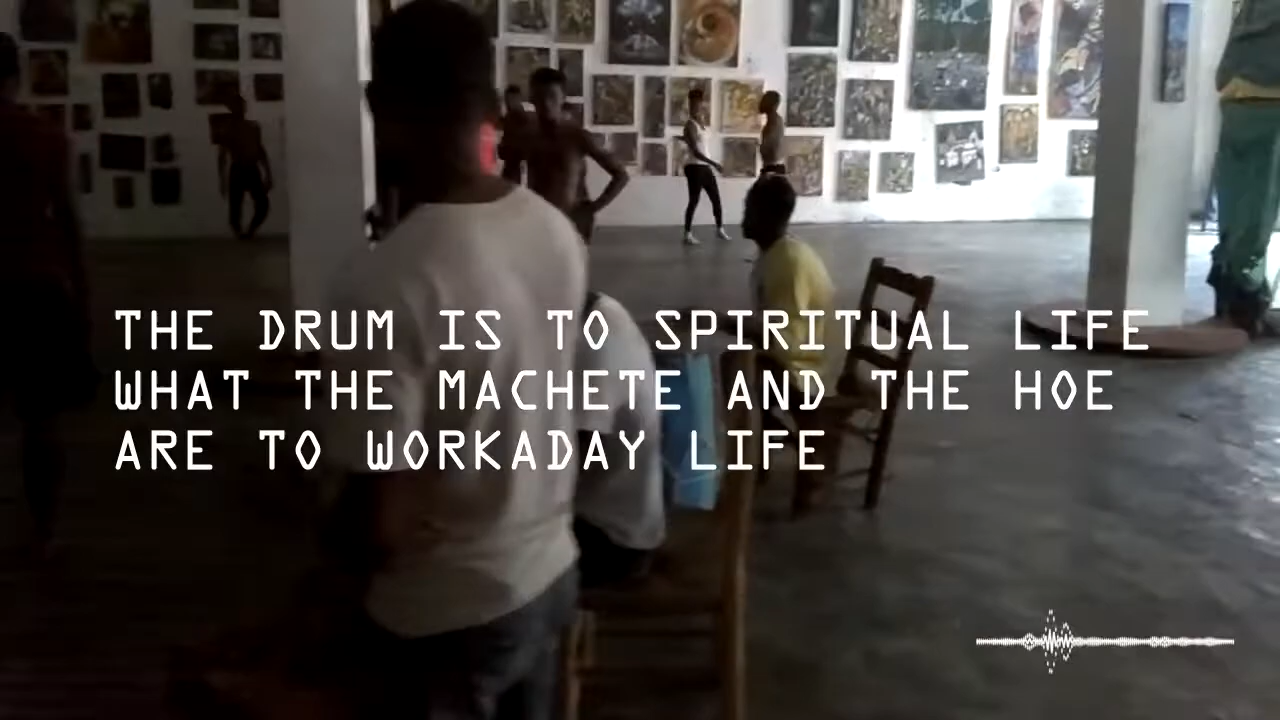 THE DRUM IS TO SPIRITUAL LIFE
WHAT THE MACHETE AND THE HOE
ARE TO WORKADAY LIFE